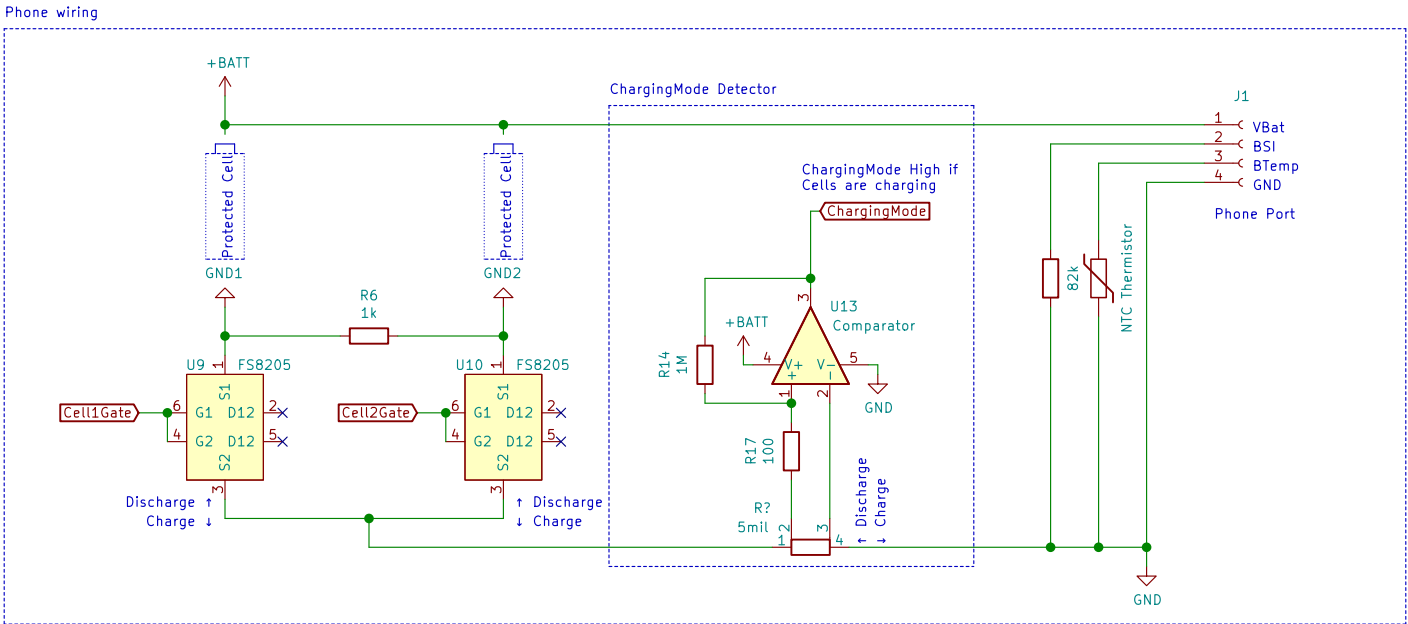 Phone wiring
+BATT
ChargingMode Detector
J1
1
VBat
2
BSI
3
BTemp
4
GND
Phone Port
Protected Cell
Protected Cell
ChargingMode High if
Cells are charging
ChargingMode
GND1
GND2
R6
1k
82k
NTC Thermistor
U9
FS8205
1
S1
Cell1Gate
6
G1
D12
2
4
G2
D12
5
S2
3
Discharge ↑
Charge ↓
U10
FS8205
1
S1
Cell2Gate
6
G1
D12
2
4
G2
D12
5
S2
3
↑ Discharge
↓ Charge
3
U13
Comparator
+BATT
R14
1M
4
V+
V-
5
+
-
1
2
GND
R17
100
R?
5mil
2
3
1
4
← Discharge
→ Charge
GND